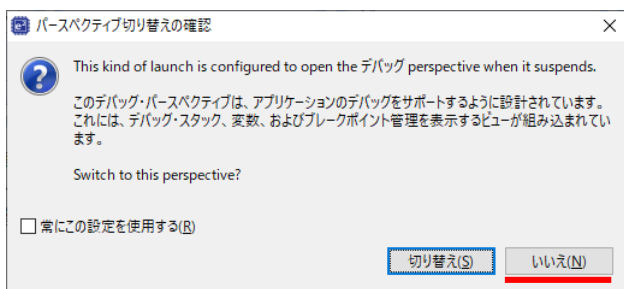 パースペクティブ切り替えの確認
This kind of launch is configured to open the デバッグ perspective when it suspends.
このデバッグ・パースペクティブは、アプリケーションのデバッグをサポートするように設計されています。
これには、デバッグ・スタック、変数、およびブレークポイント管理を表示するビューが組み込まれてい
ます。
Switch to this perspective?
常にこの設定を使用する(R)
切り替え(S) いいえ(N)